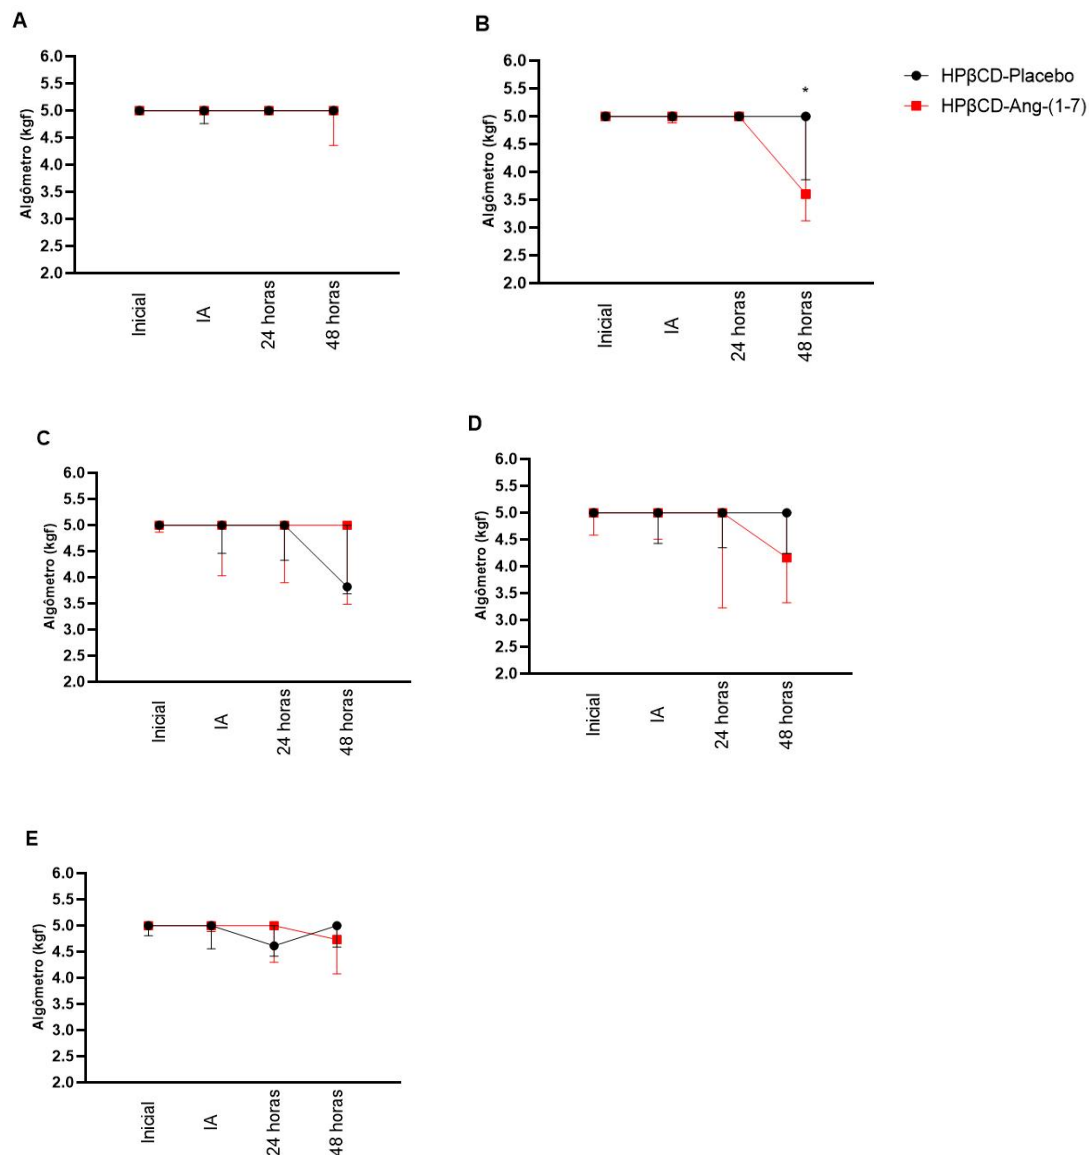 A
Algômetro (kgf)
6.0
5.5
5.0
4.5
4.0
3.5
3.0
2.5
2.0
Inicial
IA
24 horas
48 horas
B
Algômetro (kgf)
6.0
5.5
5.0
4.5
4.0
3.5
3.0
2.5
2.0
*
Inicial
IA
24 horas
48 horas
HPβCD-Placebo
HPβCD-Ang-(1-7)
C
Algômetro (kgf)
6.0
5.5
5.0
4.5
4.0
3.5
3.0
2.5
2.0
Inicial
IA
24 horas
48 horas
D
Algômetro (kgf)
6.0
5.5
5.0
4.5
4.0
3.5
3.0
2.5
2.0
Inicial
IA
24 horas
48 horas
E
Algômetro (kgf)
6.0
5.5
5.0
4.5
4.0
3.5
3.0
2.5
2.0
Inicial
IA
24 horas
48 horas